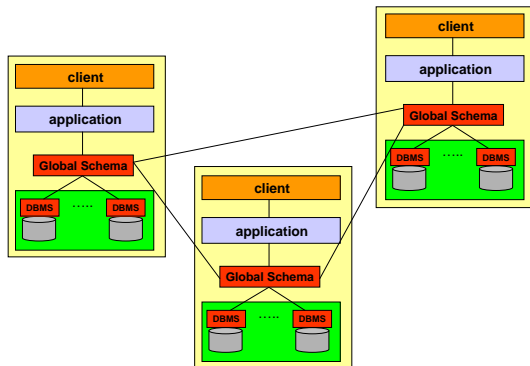 client
application
Global Schema
DBMS ..... DBMS
client
application
Global Schema
DBMS ..... DBMS
client
application
Global Schema
DBMS ..... DBMS